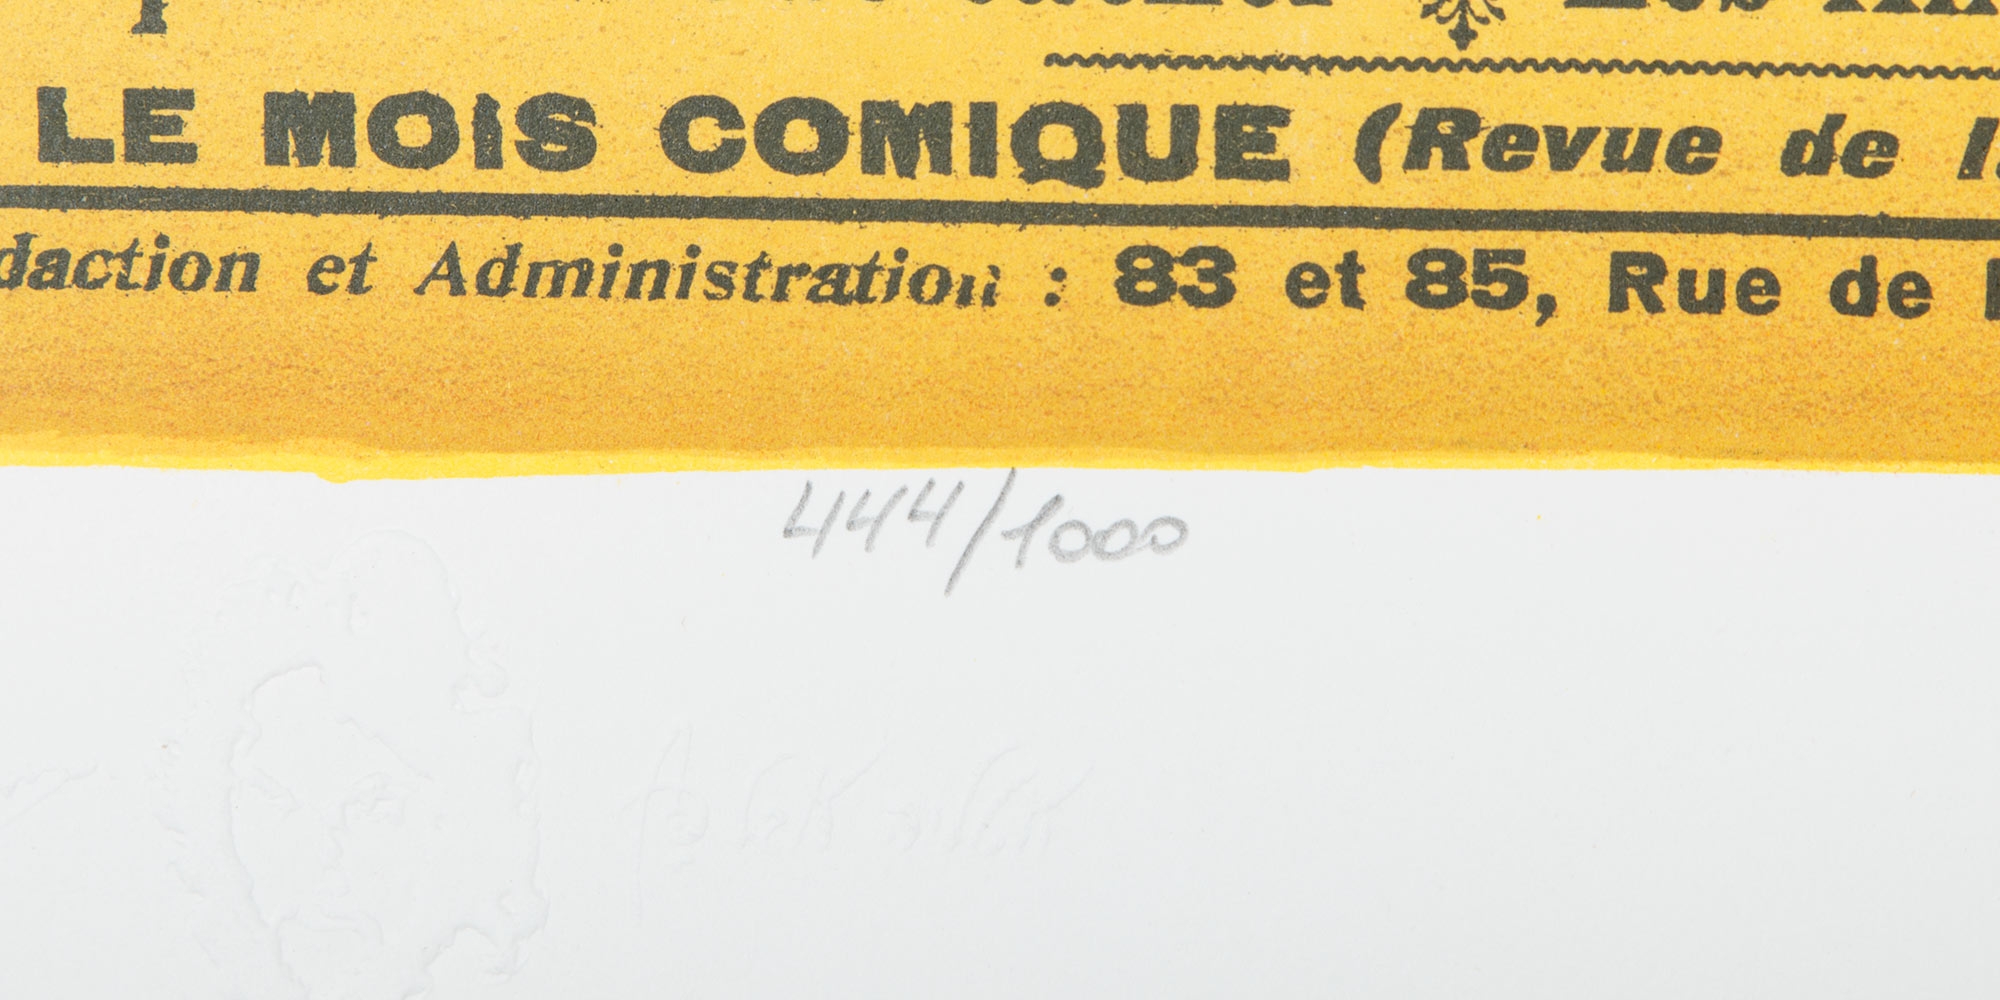 LE MOIS COMIQUE (Revue de
daction et Administration : 83 et 85, Rue de
444/1000